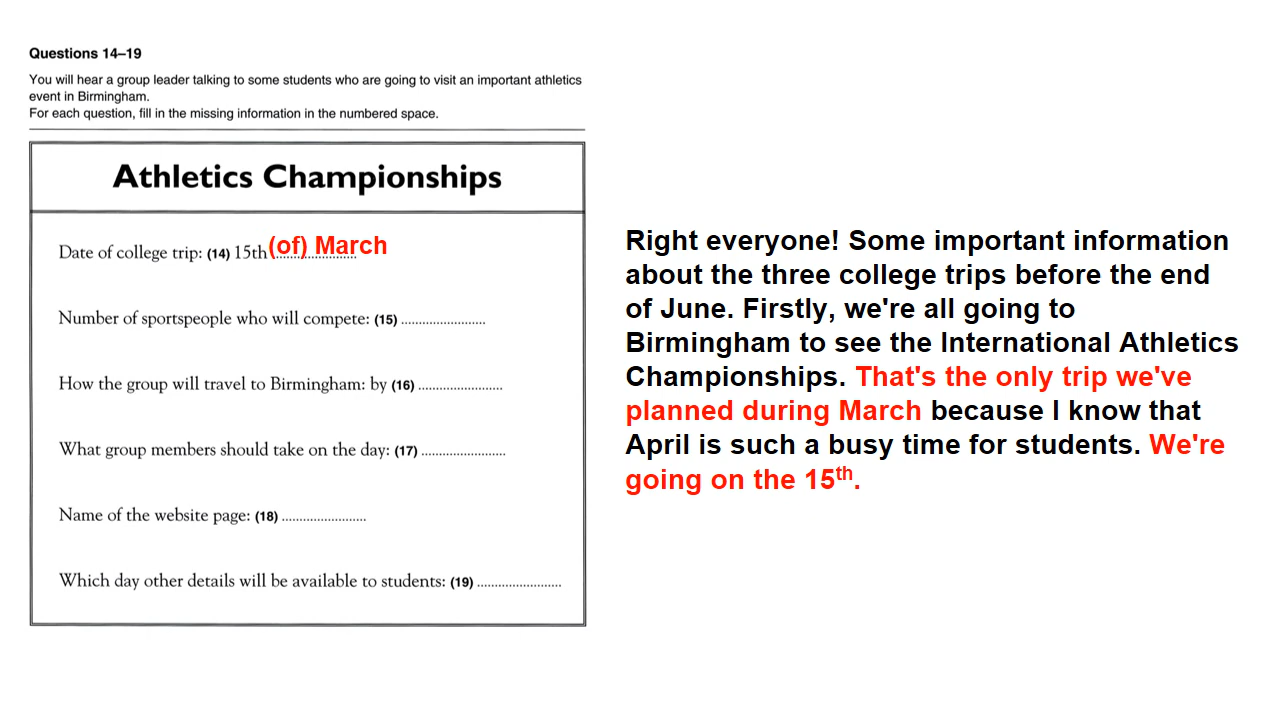 Questions 14–19
You will hear a group leader talking to some students who are going to visit an important athletics
event in Birmingham.
For each question, fill in the missing information in the numbered space.
Athletics Championships
Date of college trip: (14) 15th (of) March
Number of sportspeople who will compete: (15) ........................
How the group will travel to Birmingham: by (16) ........................
What group members should take on the day: (17) ........................
Name of the website page: (18) ........................
Which day other details will be available to students: (19) ........................
Right everyone! Some important information
about the three college trips before the end
of June. Firstly, we're all going to
Birmingham to see the International Athletics
Championships. That's the only trip we've
planned during March because I know that
April is such a busy time for students. We're
going on the 15th.